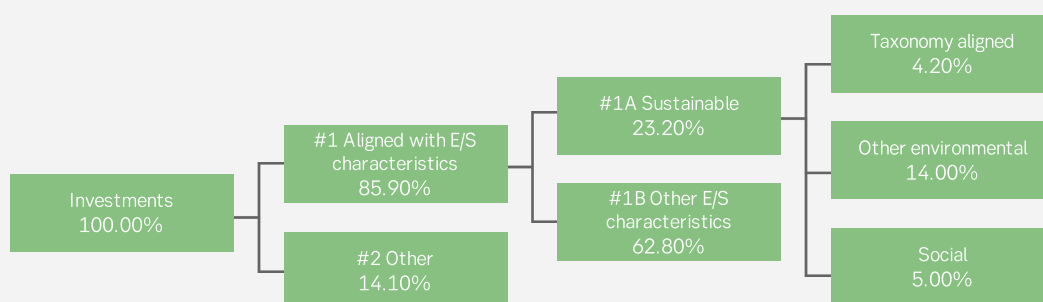 Investments
100.00%
#1 Aligned with E/S
characteristics
85.90%
#2 Other
14.10%
#1A Sustainable
23.20%
#1B Other E/S
characteristics
62.80%
Taxonomy aligned
4.20%
Other environmental
14.00%
Social
5.00%